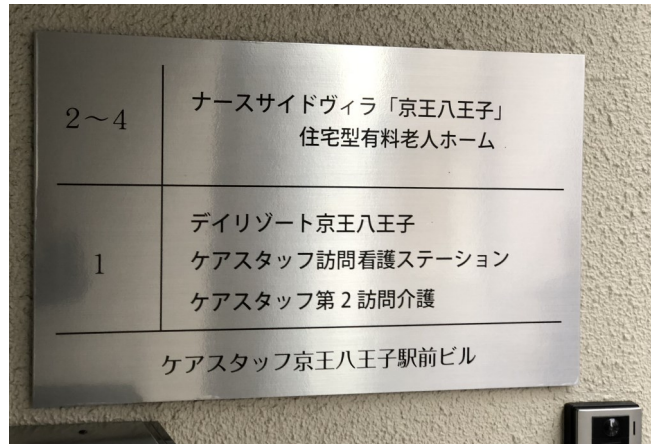 2～4
ナースサイドヴィラ「京王八王子」
住宅型有料老人ホーム
1
デイリゾート京王八王子
ケアスタッフ訪問看護ステーション
ケアスタッフ第2訪問介護
ケアスタッフ京王八王子駅前ビル